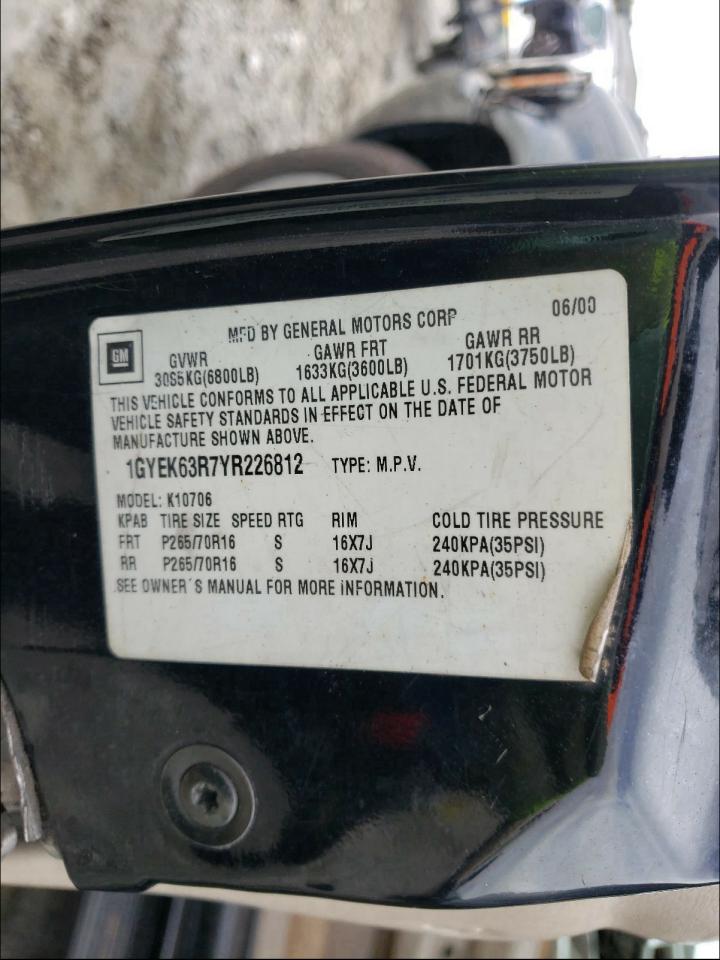 GM
MFD BY GENERAL MOTORS CORP 06/00
GVWR GAWR FRT GAWR RR
3085KG(6800LB) 1633KG(3600LB) 1701KG(3750LB)
THIS VEHICLE CONFORMS TO ALL APPLICABLE U.S. FEDERAL MOTOR
VEHICLE SAFETY STANDARDS IN EFFECT ON THE DATE OF
MANUFACTURE SHOWN ABOVE.
1GYEK63R7YR226812 TYPE: M.P.V.
MODEL: K10706
KPAB TIRE SIZE SPEED RTG RIM COLD TIRE PRESSURE
FRT P265/70R16 S 16X7J 240KPA(35PSI)
RR P265/70R16 S 16X7J 240KPA(35PSI)
SEE OWNER'S MANUAL FOR MORE INFORMATION.